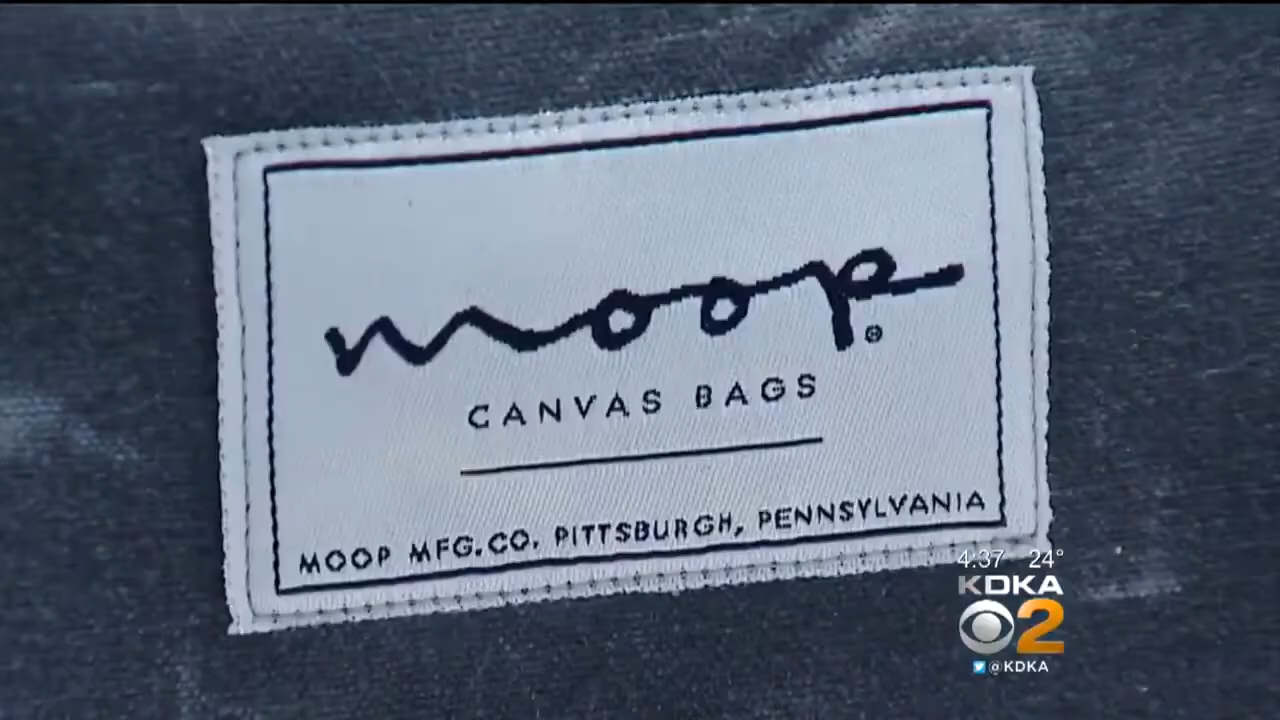 moop®
CANVAS BAGS
MOOP MFG.CO. PITTSBURGH, PENNSYLVANIA
4:37 24°
KDKA
2
@KDKA